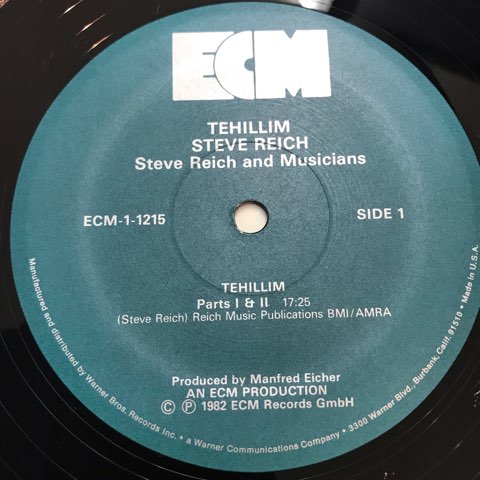 ECM
TEHILLIM
STEVE REICH
Steve Reich and Musicians
ECM-1-1215
SIDE 1
TEHILLIM
Parts I & II 17:25
(Steve Reich) Reich Music Publications BMI/AMRA
Produced by Manfred Eicher
AN ECM PRODUCTION
© ℗ 1982 ECM Records GmbH
Manufactured and distributed by Warner Bros. Records Inc. • a Warner Communications Company • 3300 Warner Blvd., Burbank, Calif. 91510 • Made in U.S.A.